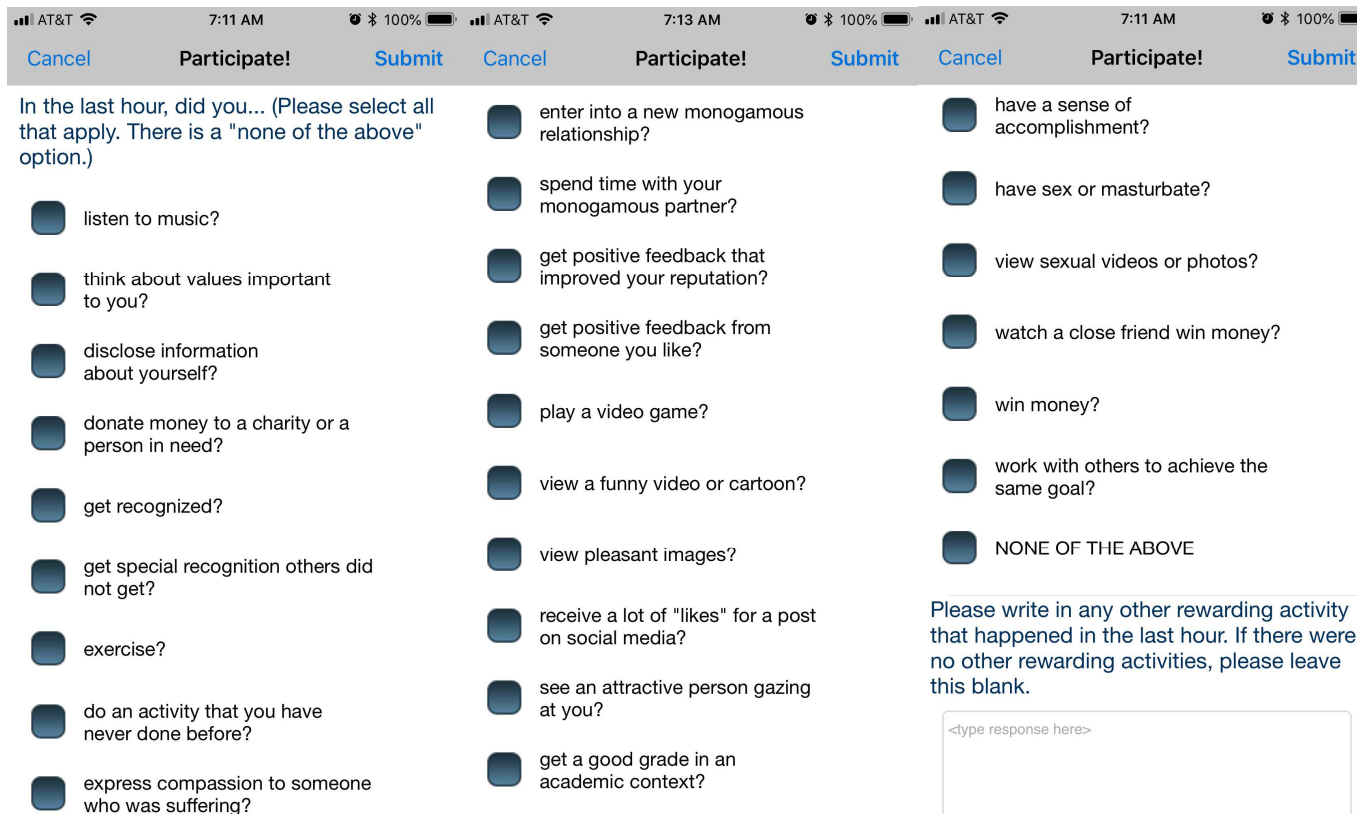 AT&T 7:11 AM 100%
Cancel Participate! Submit
In the last hour, did you... (Please select all
that apply. There is a "none of the above"
option.)
listen to music?
think about values important
to you?
disclose information
about yourself?
donate money to a charity or a
person in need?
get recognized?
get special recognition others did
not get?
exercise?
do an activity that you have
never done before?
express compassion to someone
who was suffering?
AT&T 7:13 AM 100%
Cancel Participate! Submit
enter into a new monogamous
relationship?
spend time with your
monogamous partner?
get positive feedback that
improved your reputation?
get positive feedback from
someone you like?
play a video game?
view a funny video or cartoon?
view pleasant images?
receive a lot of "likes" for a post
on social media?
see an attractive person gazing
at you?
get a good grade in an
academic context?
AT&T 7:11 AM 100%
Cancel Participate! Submit
have a sense of
accomplishment?
have sex or masturbate?
view sexual videos or photos?
watch a close friend win money?
win money?
work with others to achieve the
same goal?
NONE OF THE ABOVE
Please write in any other rewarding activity
that happened in the last hour. If there were
no other rewarding activities, please leave
this blank.
<type response here>